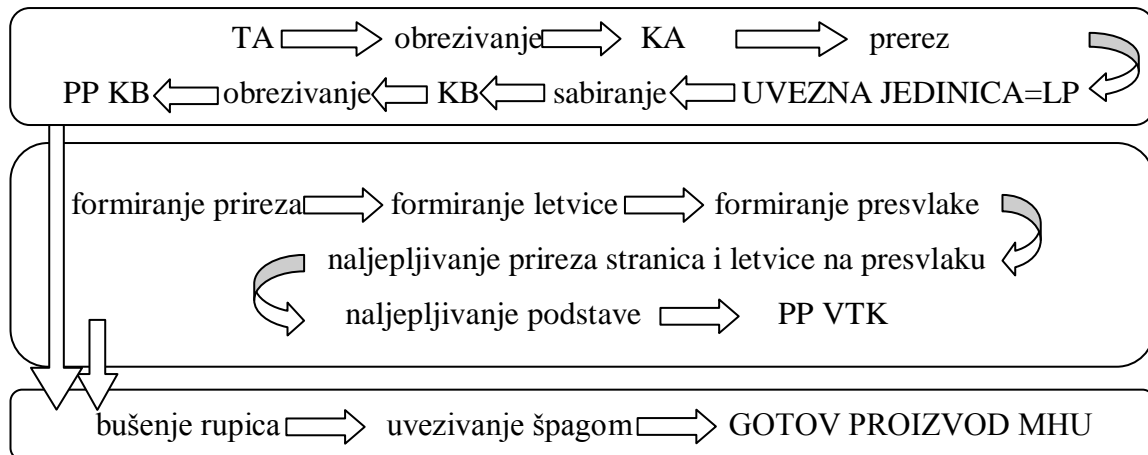 TA obrezivanje KA prerez
PP KB obrezivanje KB sabiranje UVEZNA JEDINICA=LP
formiranje prireza formiranje letvice formiranje presvlake
naljepljivanje prireza stranica i letvice na presvlaku
naljepljivanje podstave PP VTK
bušenje rupica uvezivanje špagom GOTOV PROIZVOD MHU